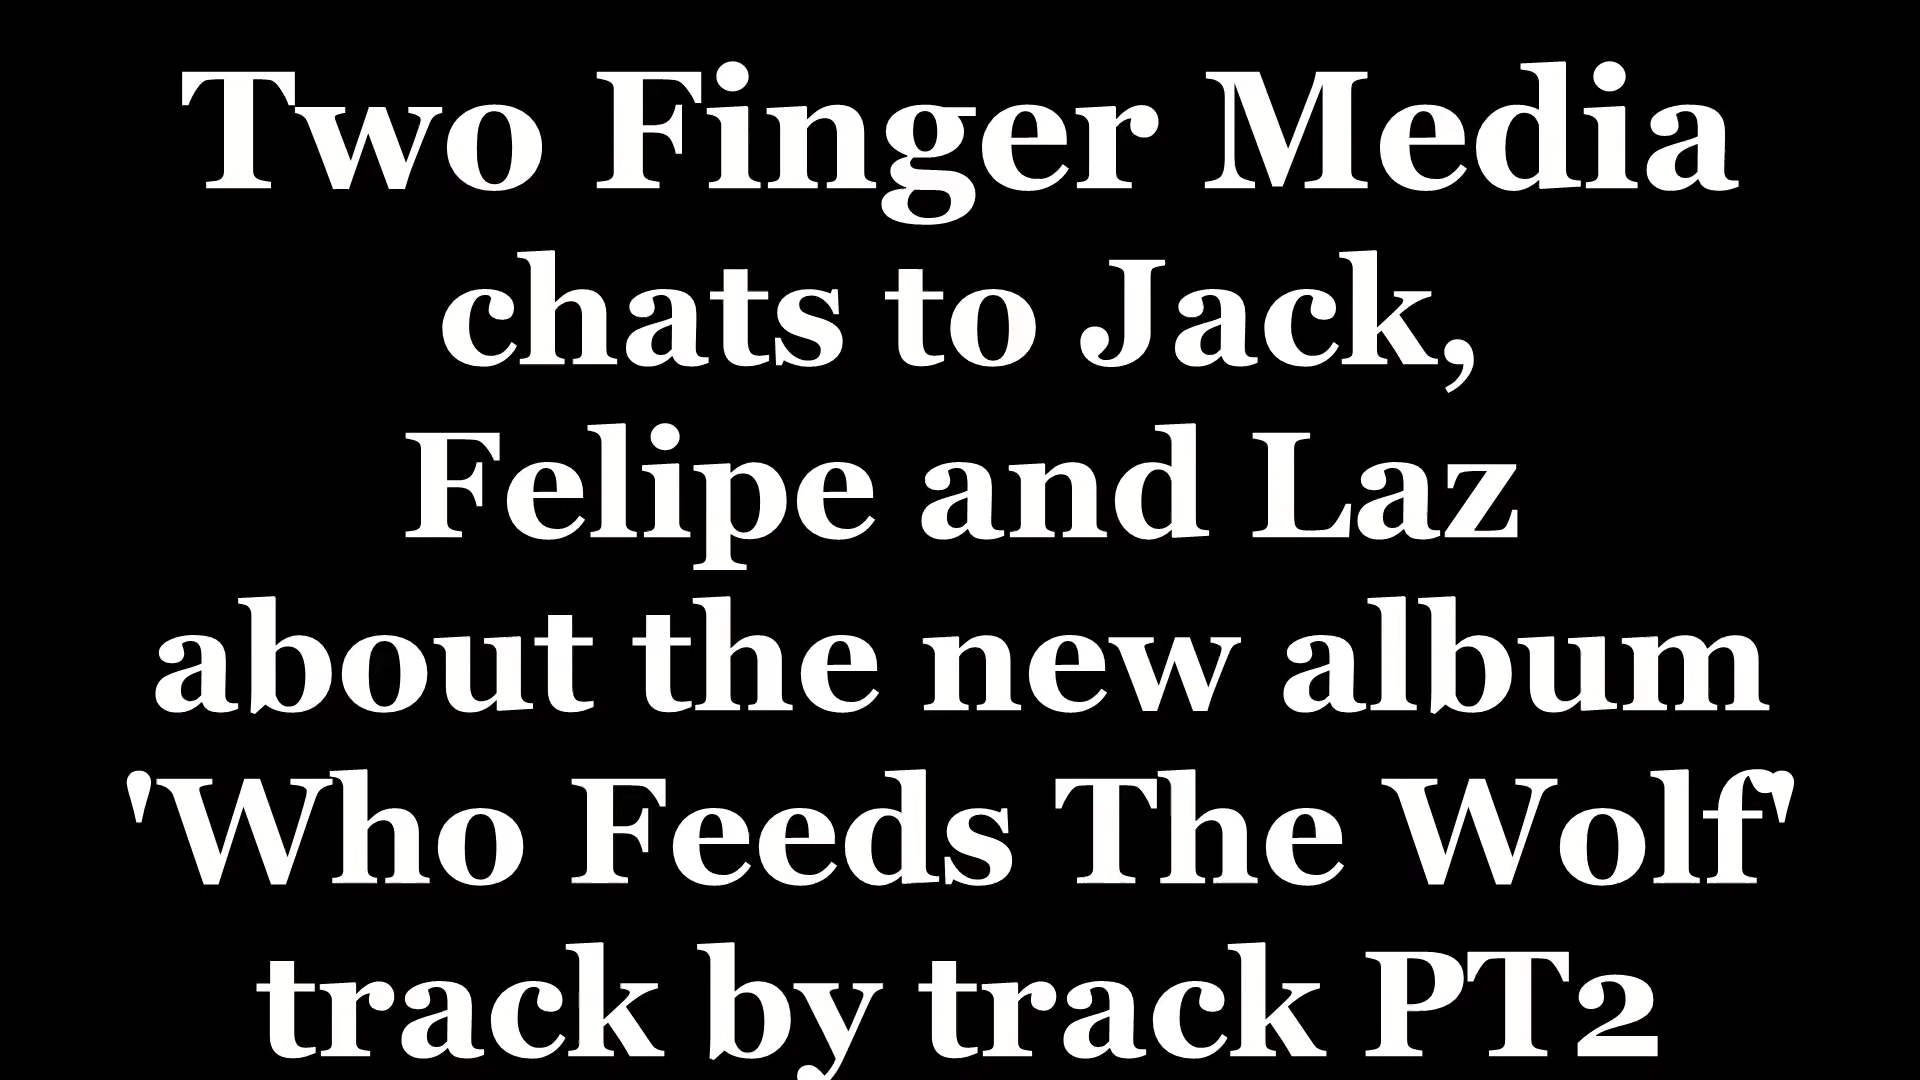 Two Finger Media
chats to Jack,
Felipe and Laz
about the new album
'Who Feeds The Wolf'
track by track PT2